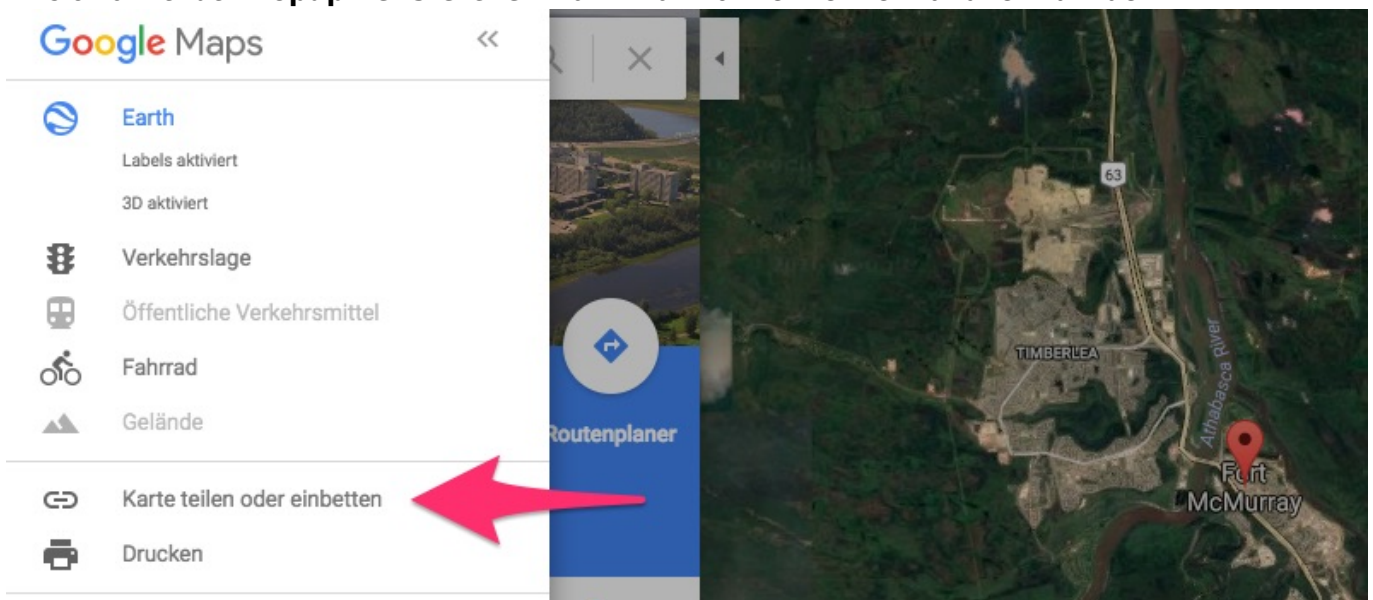 Google Maps
Earth
Labels aktiviert
3D aktiviert
Verkehrslage
Öffentliche Verkehrsmittel
Fahrrad
Gelände
Karte teilen oder einbetten
Drucken
Routenplaner
63
TIMBERLEA
Athabasca River
Fort
McMurray